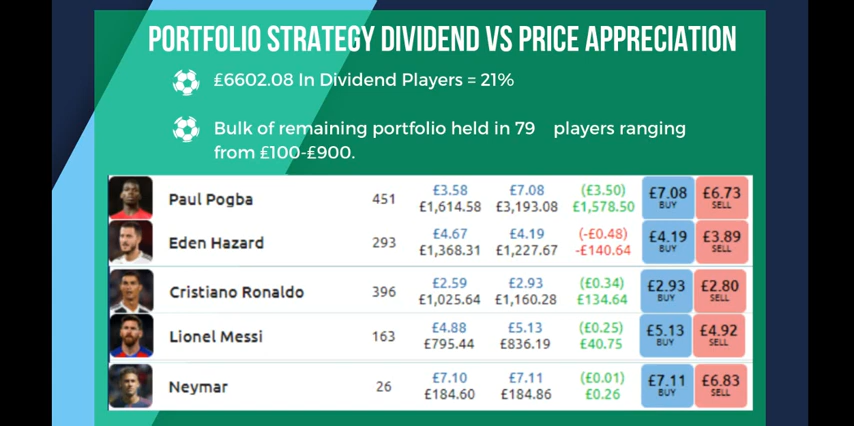 PORTFOLIO STRATEGY DIVIDEND VS PRICE APPRECIATION
£6602.08 In Dividend Players = 21%
Bulk of remaining portfolio held in 79 players ranging
from £100-£900.
Paul Pogba 451 £3.58 £7.08 (£3.50) £7.08 £6.73
£1,614.58 £3,193.08 £1,578.50 BUY SELL
Eden Hazard 293 £4.67 £4.19 (-£0.48) £4.19 £3.89
£1,368.31 £1,227.67 -£140.64 BUY SELL
Cristiano Ronaldo 396 £2.59 £2.93 (£0.34) £2.93 £2.80
£1,025.64 £1,160.28 £134.64 BUY SELL
Lionel Messi 163 £4.88 £5.13 (£0.25) £5.13 £4.92
£795.44 £836.19 £40.75 BUY SELL
Neymar 26 £7.10 £7.11 (£0.01) £7.11 £6.83
£184.60 £184.86 £0.26 BUY SELL